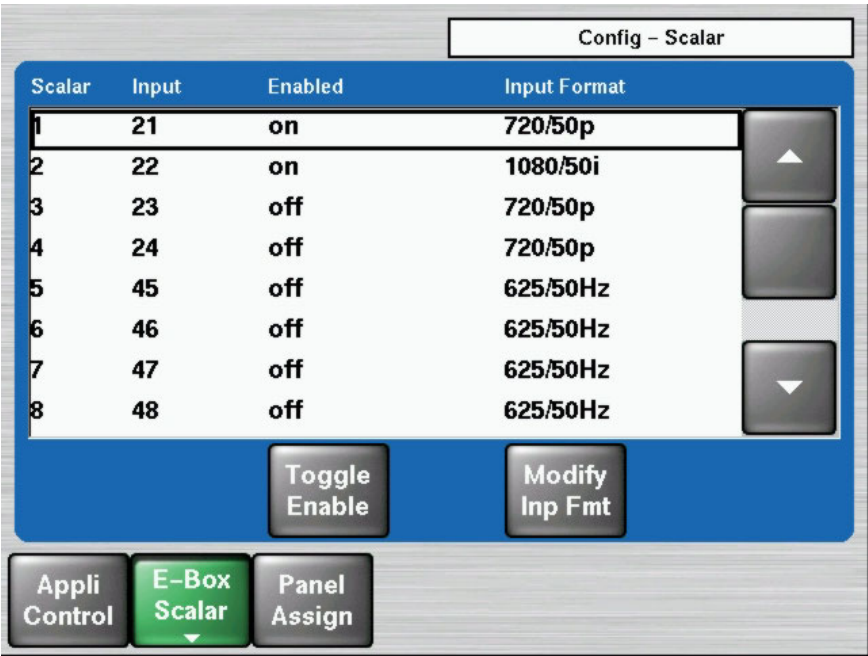 Config – Scalar
Scalar Input Enabled Input Format
1 21 on 720/50p
2 22 on 1080/50i
3 23 off 720/50p
4 24 off 720/50p
5 45 off 625/50Hz
6 46 off 625/50Hz
7 47 off 625/50Hz
8 48 off 625/50Hz
Toggle Enable
Modify Inp Fmt
Appli Control
E–Box Scalar
Panel Assign